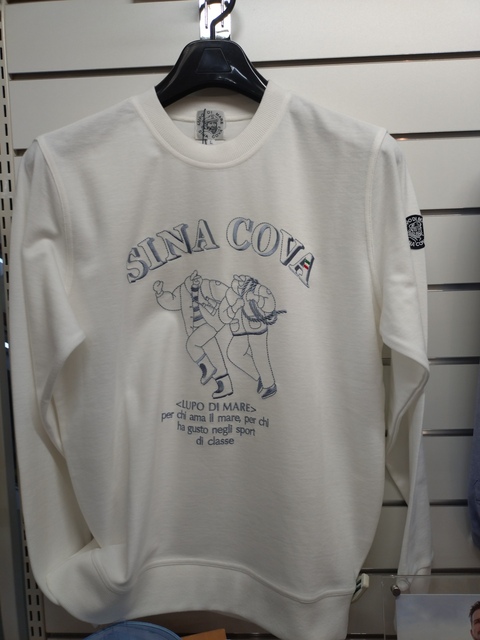 SINA COVA
<LUPO DI MARE>
per chi ama il mare, per chi
ha gusto negli sport
di classe